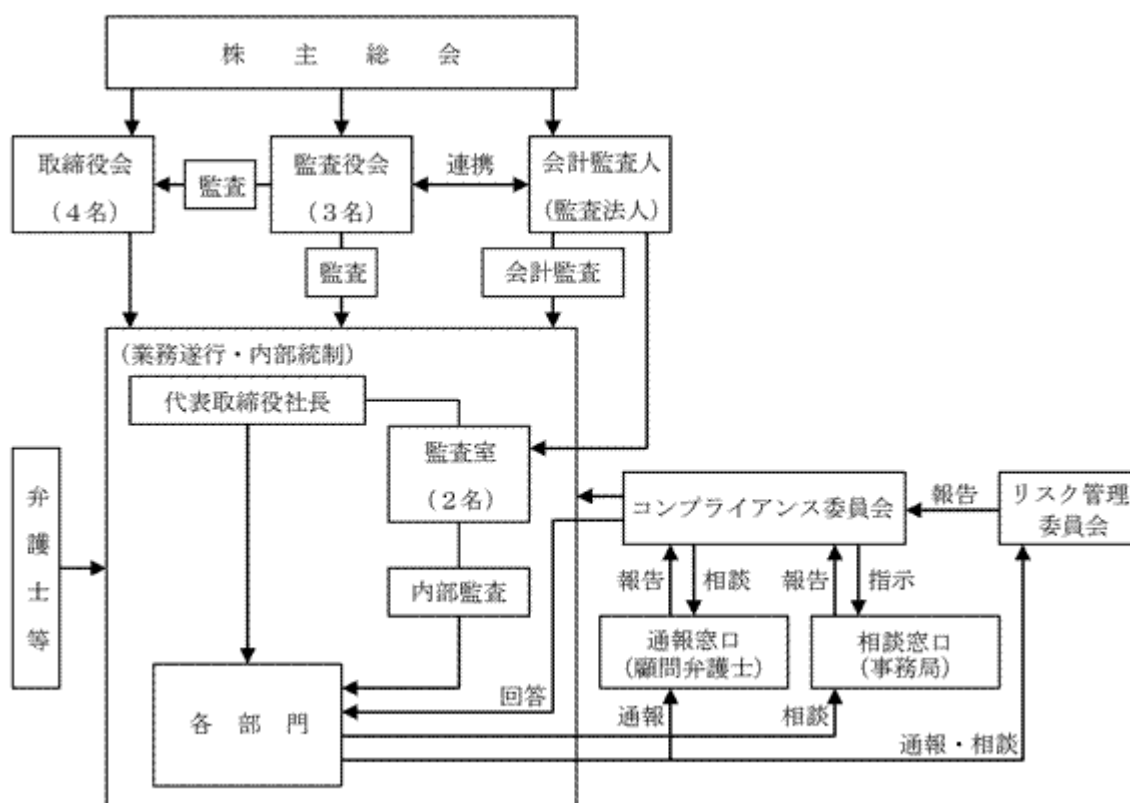 株主総会
取締役会
(4名)
監査
監査役会
(3名)
連携
会計監査人
(監査法人)
監査
会計監査
(業務遂行・内部統制)
代表取締役社長
監査室
(2名)
内部監査
各部門
弁護士等
コンプライアンス委員会
報告
リスク管理
委員会
報告
相談
報告
指示
通報窓口
(顧問弁護士)
相談窓口
(事務局)
回答
通報
相談
通報・相談